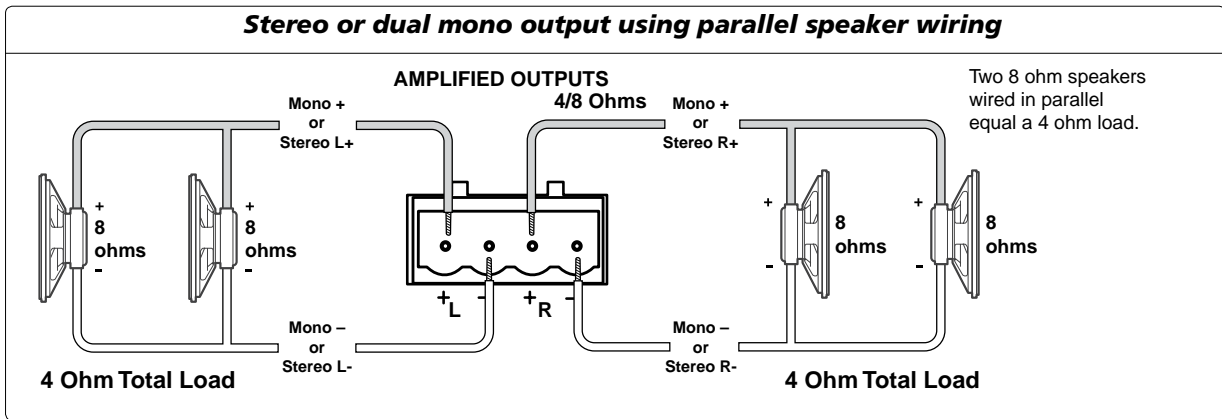 Stereo or dual mono output using parallel speaker wiring
AMPLIFIED OUTPUTS
4/8 Ohms
Mono +
or
Stereo L+
Mono +
or
Stereo R+
Two 8 ohm speakers
wired in parallel
equal a 4 ohm load.
+
8
ohms
-
+
8
ohms
-
+
8
ohms
-
+
8
ohms
-
+ L -
+ R -
Mono –
or
Stereo L-
Mono –
or
Stereo R-
4 Ohm Total Load
4 Ohm Total Load